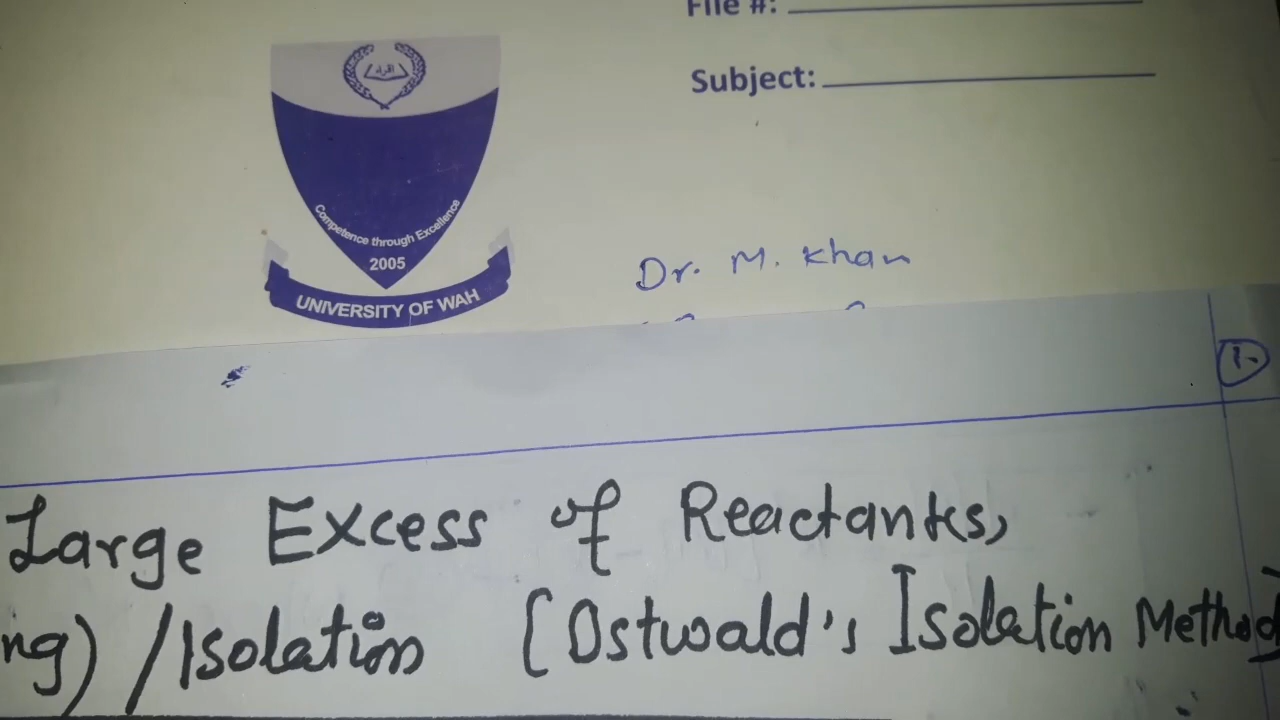 File #:
Subject:
اقراء
Competence through Excellence
2005
UNIVERSITY OF WAH
Dr. M. Khan
1.
Large Excess of Reactants,
ng) / Isolation [Ostwald's Isolation Method]